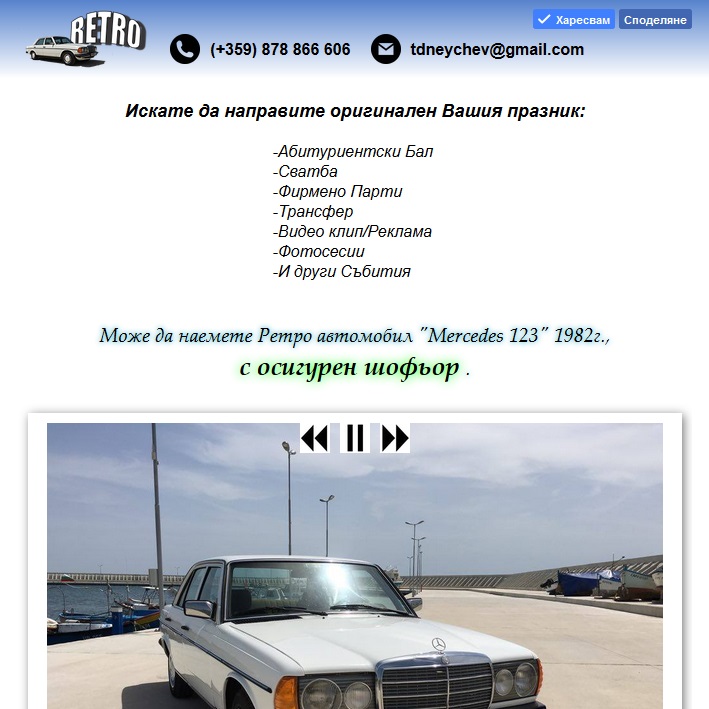 RETRO
(+359) 878 866 606
tdneychev@gmail.com
Харесвам
Споделяне
Искате да направите оригинален Вашия празник:
-Абитуриентски Бал
-Сватба
-Фирмено Парти
-Трансфер
-Видео клип/Реклама
-Фотосесии
-И други Събития
Може да наемете Ретро автомобил "Mercedes 123" 1982г.,
с осигурен шофьор .